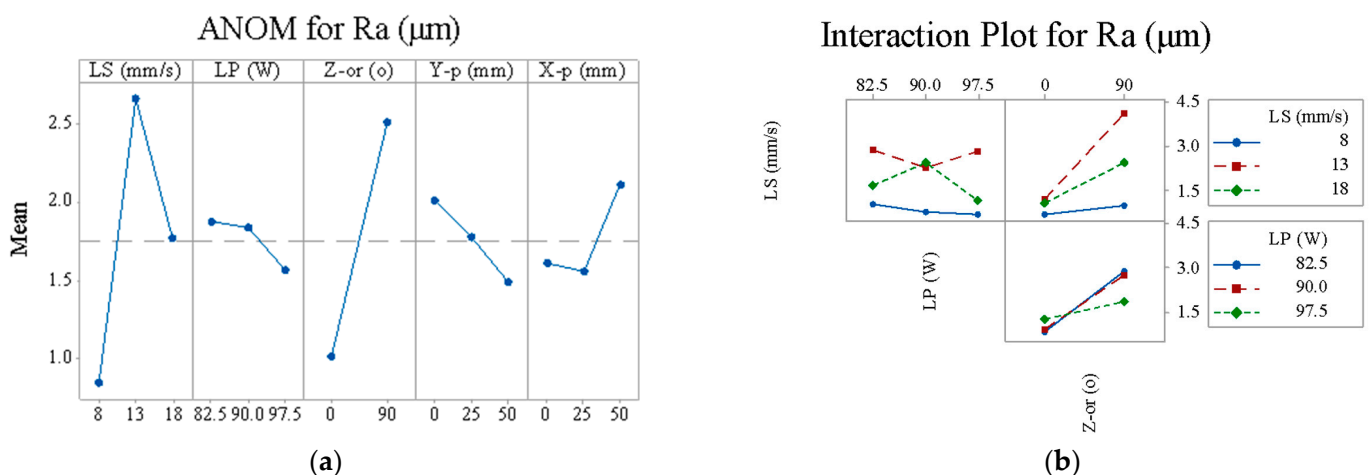 ANOM for Ra (μm)
LS (mm/s) LP (W) Z-or (o) Y-p (mm) X-p (mm)
Mean
2.5
2.0
1.5
1.0
8 13 18 82.5 90.0 97.5 0 90 0 25 50 0 25 50
(a)
Interaction Plot for Ra (μm)
82.5 90.0 97.5 0 90
LS (mm/s)
4.5
3.0
1.5
LS (mm/s)
8
13
18
LP (W)
4.5
3.0
1.5
LP (W)
82.5
90.0
97.5
Z-or (o)
(b)